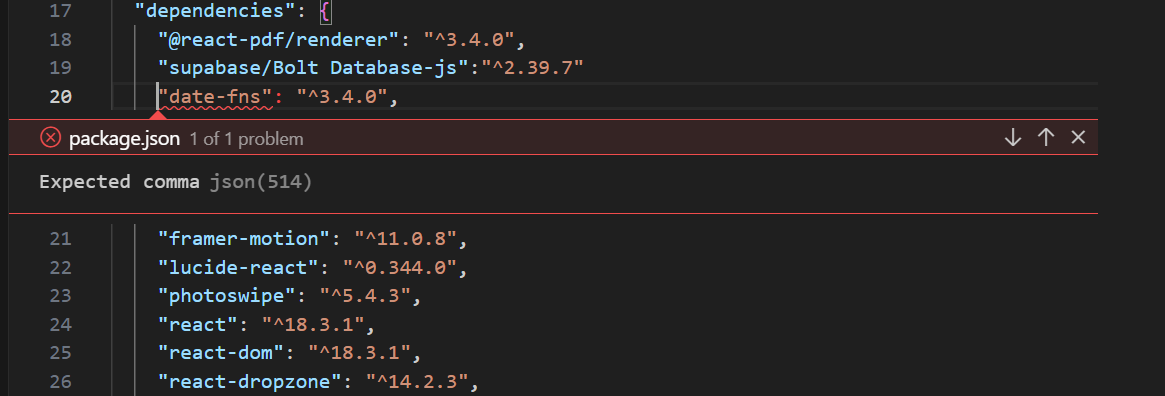 17 "dependencies": {
18 "@react-pdf/renderer": "^3.4.0",
19 "supabase/Bolt Database-js":"^2.39.7"
20 "date-fns": "^3.4.0",
package.json 1 of 1 problem
Expected comma json(514)
21 "framer-motion": "^11.0.8",
22 "lucide-react": "^0.344.0",
23 "photoswipe": "^5.4.3",
24 "react": "^18.3.1",
25 "react-dom": "^18.3.1",
26 "react-dropzone": "^14.2.3",